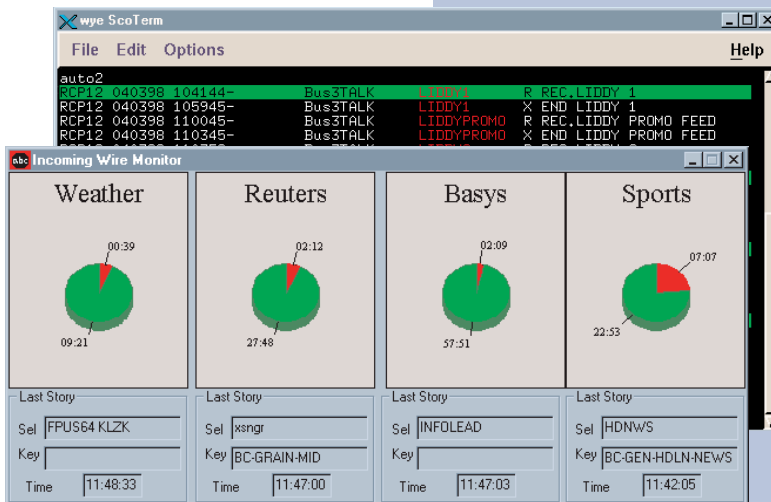 wye ScoTerm
File Edit Options Help
auto2
RCP12 040398 104144- Bus3TALK LIDDY1 R REC.LIDDY 1
RCP12 040398 105945- Bus3TALK LIDDY1 X END LIDDY 1
RCP12 040398 110045- Bus3TALK LIDDYPROMO R REC.LIDDY PROMO FEED
RCP12 040398 110345- Bus3TALK LIDDYPROMO X END LIDDY PROMO FEED
abc Incoming Wire Monitor
Weather Reuters Basys Sports
00:39 02:12 02:09 07:07
09:21 27:48 57:51 22:53
Last Story Last Story Last Story Last Story
Sel FPUS64 KLZK Sel xsngr Sel INFOLEAD Sel HDNWS
Key Key BC-GRAIN-MID Key Key BC-GEN-HDLN-NEWS
Time 11:48:33 Time 11:47:00 Time 11:47:03 Time 11:42:05